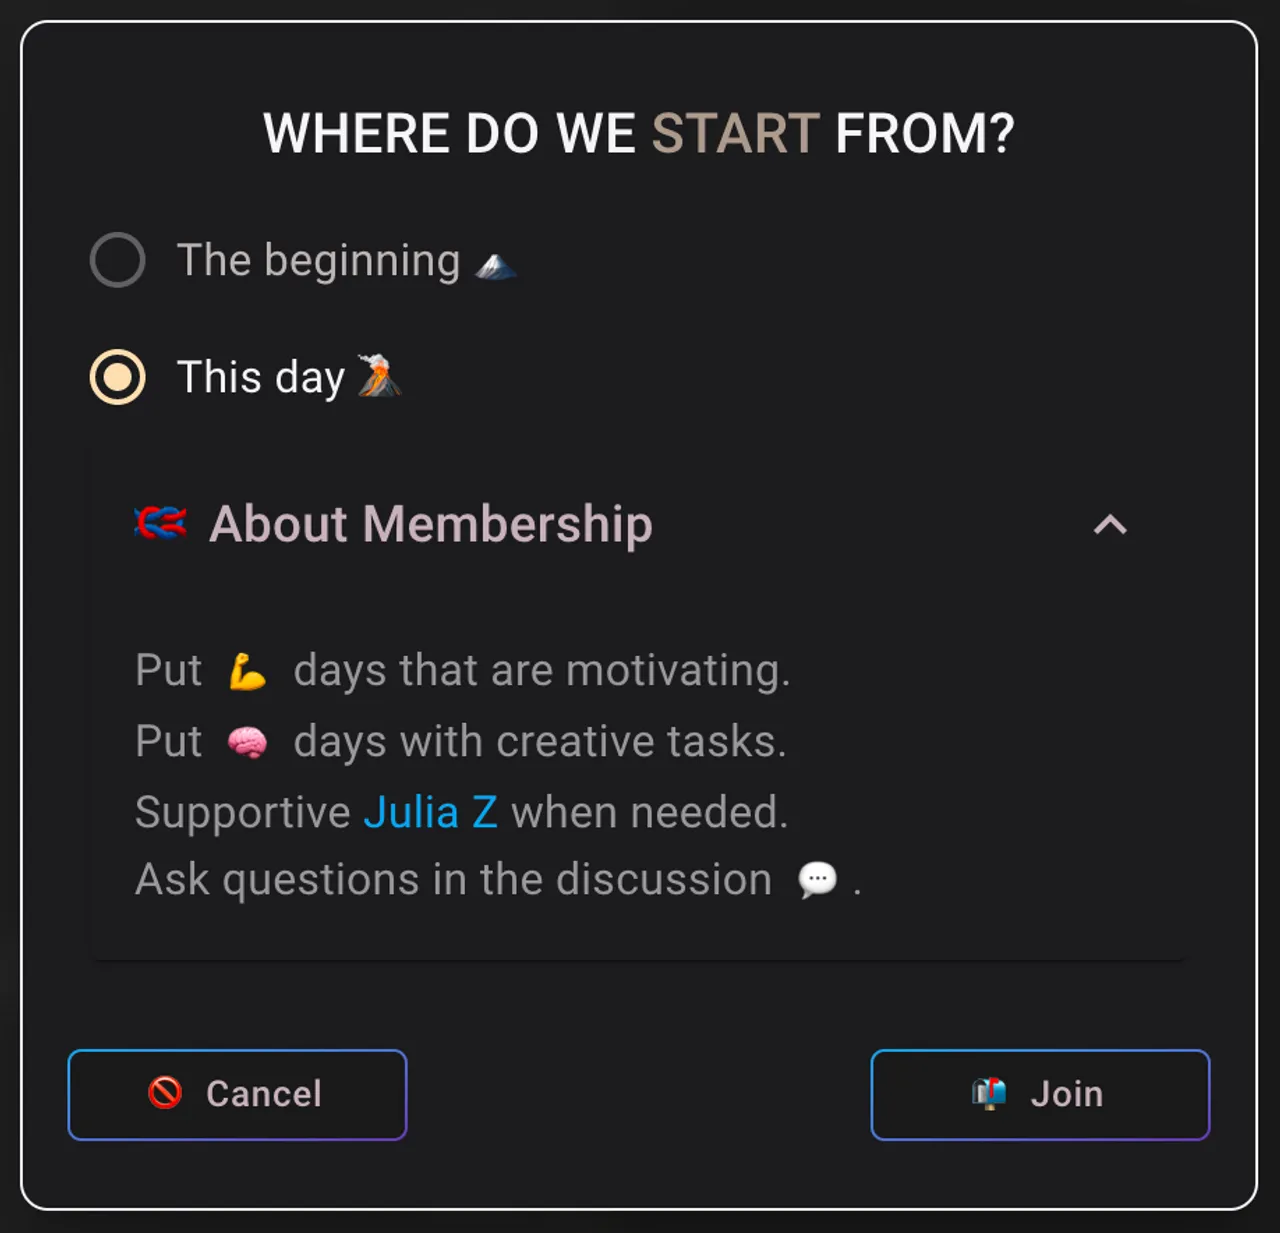 WHERE DO WE START FROM?
The beginning 🏔️
This day 🌋
🪢 About Membership
Put 💪 days that are motivating.
Put 🧠 days with creative tasks.
Supportive Julia Z when needed.
Ask questions in the discussion 💬 .
🚫 Cancel
📬 Join